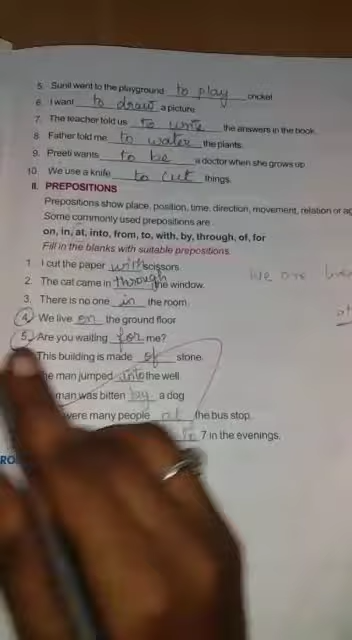 5. Sunil went to the playground to play cricket
6. I want to draw a picture
7. The teacher told us to write the answers in the book.
8. Father told me to water the plants.
9. Preeti wants to be a doctor when she grows up
10. We use a knife to cut things.
II. PREPOSITIONS
Prepositions show place, position, time, direction, movement, relation or
Some commonly used prepositions are
on, in, at, into, from, to, with, by, through, of, for
Fill in the blanks with suitable prepositions.
1. I cut the paper with scissors
2. The cat came in through the window.
3. There is no one in the room.
we are
4. We live on the ground floor
5. Are you waiting for me?
This building is made of stone.
man jumped into the well
man was bitten by a dog
were many people at the bus stop.
7 in the evenings.